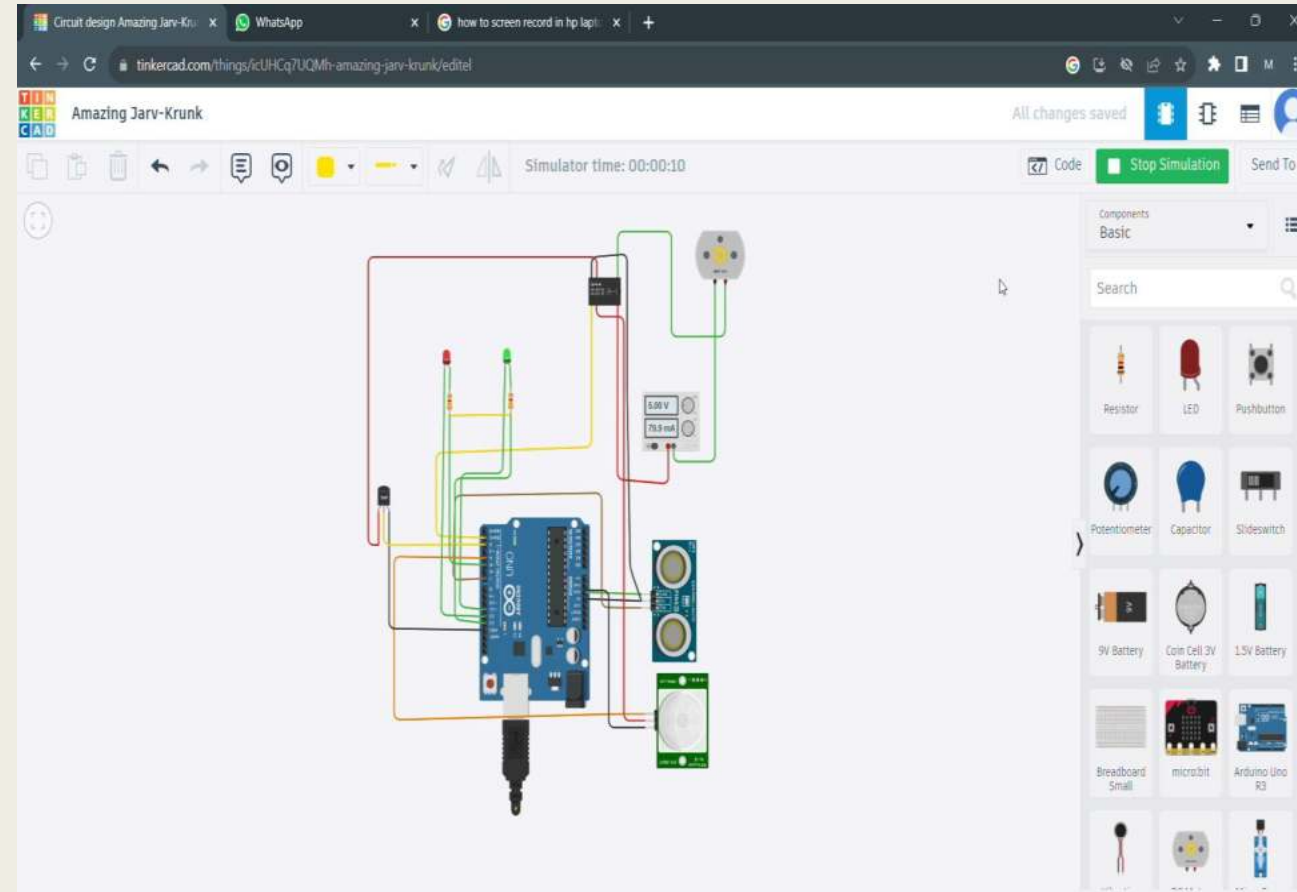 Circuit design Amazing Jarv-Kru
WhatsApp
how to screen record in hp lapt
tinkercad.com/things/icUHCq7UQMh-amazing-jarv-krunk/editel
M
TIN
KER
CAD
Amazing Jarv-Krunk
All changes saved
Simulator time: 00:00:10
Code
Stop Simulation
Send To
Components
Basic
Search
Resistor
LED
Pushbutton
Potentiometer
Capacitor
Slideswitch
9V Battery
Coin Cell 3V
Battery
1.5V Battery
Breadboard
Small
micro:bit
Arduino Uno
R3
5.00 V
79.9 mA
UNO